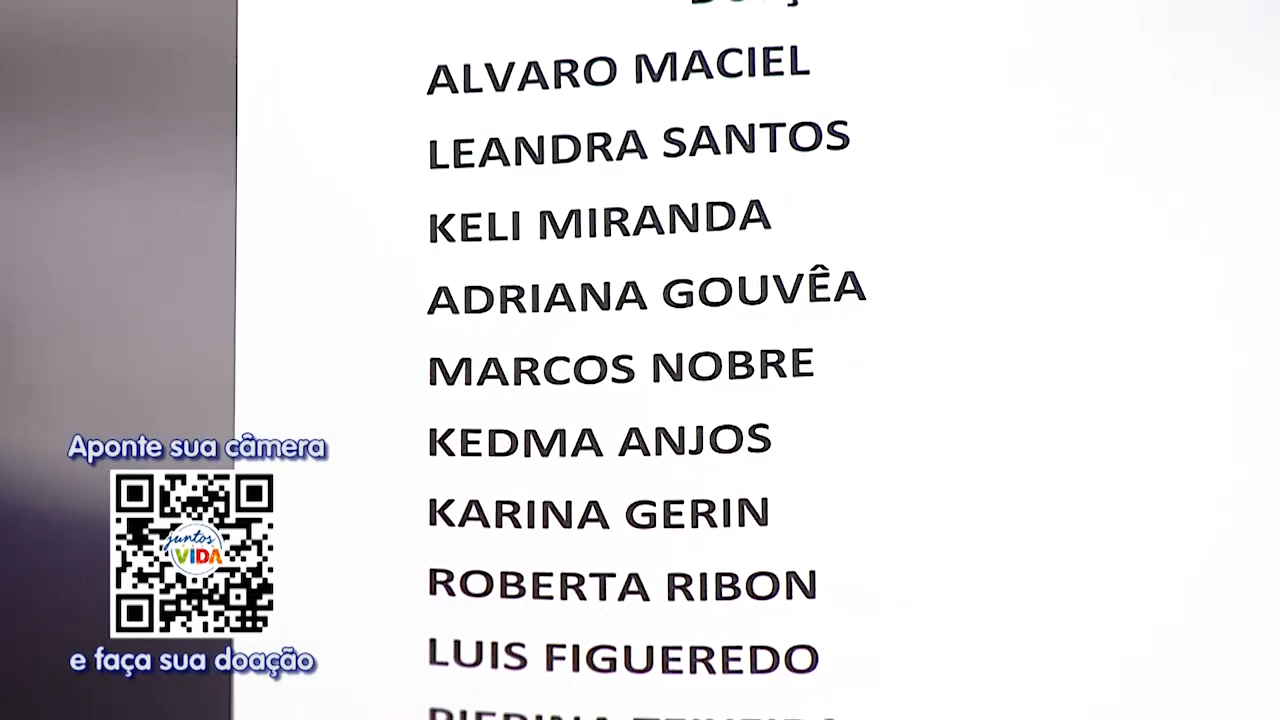 ALVARO MACIEL
LEANDRA SANTOS
KELI MIRANDA
ADRIANA GOUVÊA
MARCOS NOBRE
KEDMA ANJOS
KARINA GERIN
ROBERTA RIBON
LUIS FIGUEREDO
Aponte sua câmera
juntos
VIDA
e faça sua doação